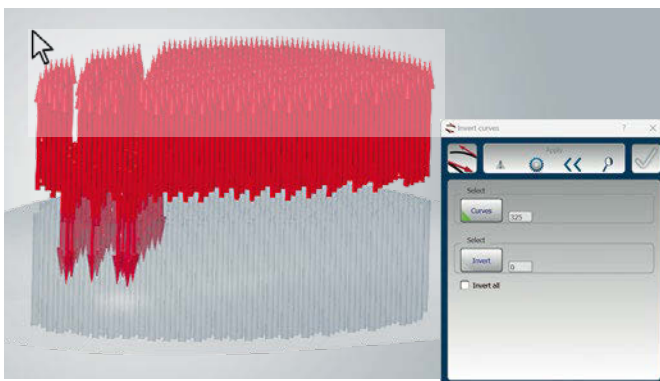 Invert curves ? X
Apply
Select
Curves 325
Select
Invert 0
Invert all